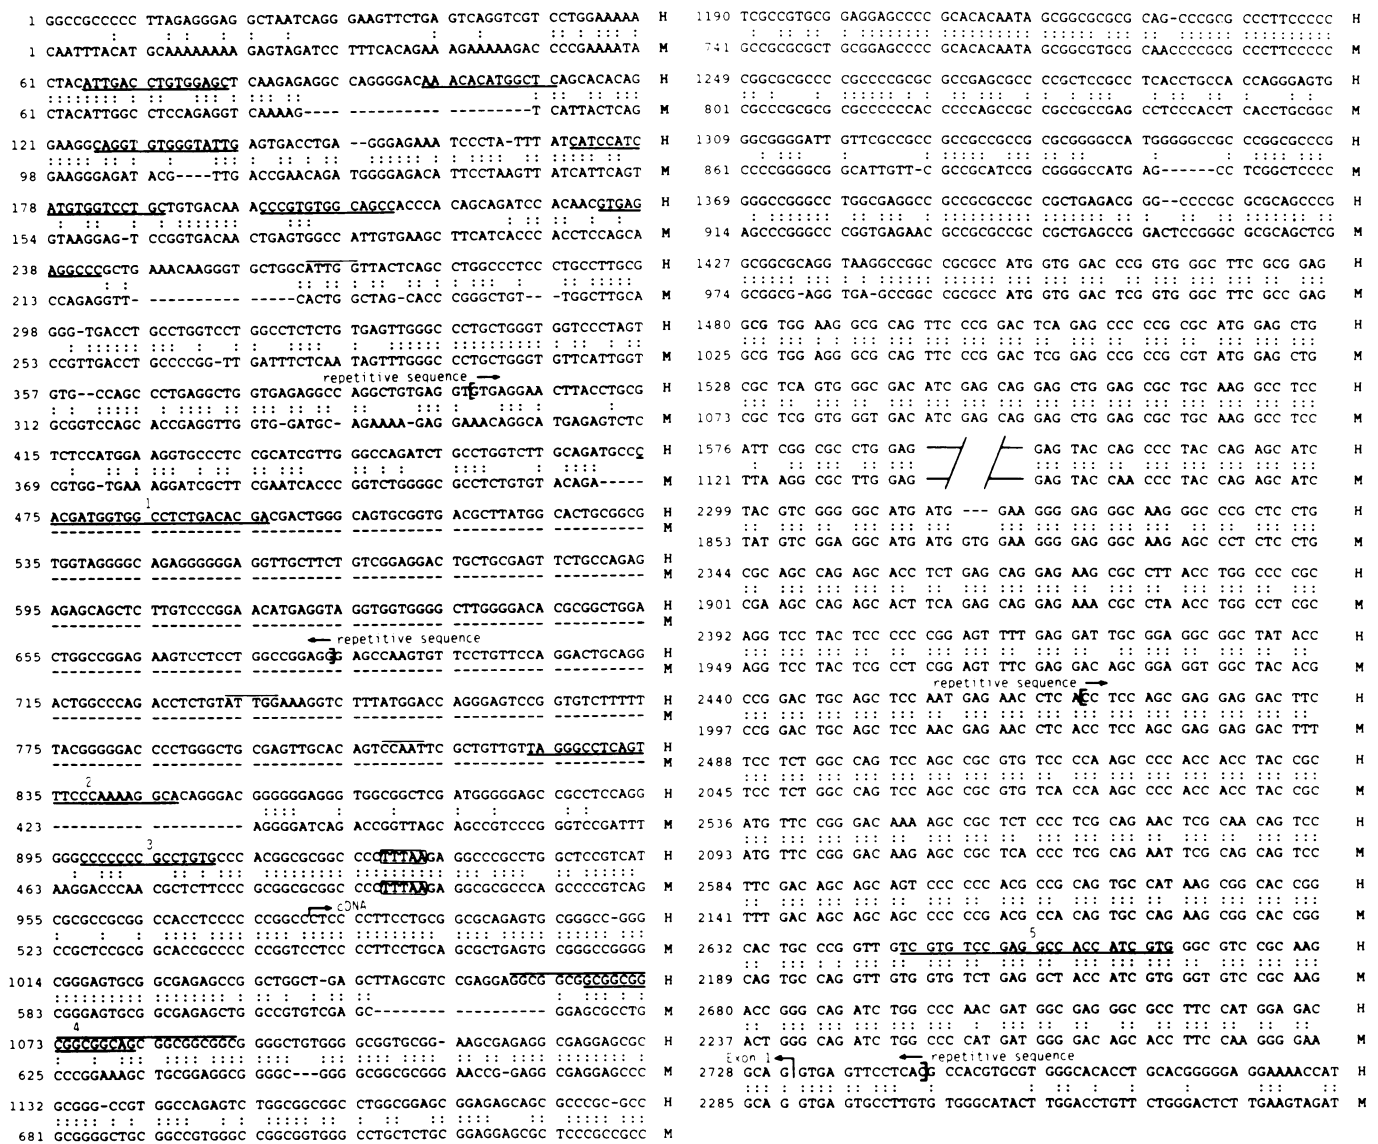 1 GGCCGCCCCC CTTAGAGGGAG GGCTAATCAGG GAAGTTCTGA GTCAGGTCGT CCTGGAAAAA H
1 CAATTTACAT GCAAAAAAAA GAGTAGATCC TTTCACAGAA AGAAAAAGAC CCCGAAAATA M
61 CTACATTGAC CTGTGGAGCT CAAGAGAGGC CAGGGGACAA ACACATGGCTC CAGCACACAG H
61 CTACATTGGC CTCCAGAGGT CAAAAG---- ---------- ---------T CATTACTCAG M
121 GAAGGCAGGT GTGGGTATTG AGTGACCTGA --GGGAGAAA TCCCTA-TTT ATCATCCATC H
98 GAAGGGAGAT ACG----TTG ACCGAACAGA TGGGGAGACA TTCCTAAGTT ATCATTCAGT M
178 ATGTGGTCCTG CTGTGACAA ACCCGTGTGG CAGCCACCCA CAGCAGATCC ACAACGTGAG H
154 GTAAGGAG-T CCGGTGACAA CTGAGTGGCC ATTGTGAAGC TTCATCACCC ACCTCCAGCA M
238 AGGCCCGCTG AAACAAGGGT GCTGGCATTG GTTACTCAGC CTGGCCCTCC CTGCCTTGCG H
213 CCAGAGGTT- ---------- -----CACTG GCTAG-CACC CGGGCTGT-- -TGGCTTGCA M
298 GGG-TGACCT GCCTGGTCCT GGCCTCTCTG TGAGTTGGGC CCTGCTGGGT GGTCCCTAGT H
253 CCGTTGACCT GCCCCGG-TT GATTTCTCAA TAGTTTGGGC CCTGCTGGGT GTTCATTGGT M
repetitive sequence →
357 GTG--CCAGC CCTGAGGCTG GTGAGAGGCC AGGCTGTGAG GT[GTGAGGAA CTTACCTGCG H
312 GCGGTCCAGC ACCGAGGTTG GTG-GATGC- AGAAAA-GAG GAAACAGGCA TGAGAGTCTC M
415 TCTCCATGGA AGGTGCCCTC CGCATCGTTG GGCCAGATCT GCCTGGTCTT GCAGATGCCC H
369 CGTGG-TGAA AGGATCGCTT CGAATCACCC GGTCTGGGGC GCCTCTGTGT ACAGA----- M
1
475 ACGATGGTGG CCTCTGACAC GACGACTGGG CAGTGCGGTG ACGCTTATGG CACTGCGGCG H
---------- ---------- ---------- ---------- ---------- ---------- M
535 TGGTAGGGGC AGAGGGGGGA GGTTGCTTCT GTCGGAGGAC TGCTGCGAGT TCTGCCAGAG H
---------- ---------- ---------- ---------- ---------- ---------- M
595 AGAGCAGCTC TTGTCCCGGA ACATGAGGTA GGTGGTGGGG CTTGGGGACA CGCGGCTGGA H
---------- ---------- ---------- ---------- ---------- ---------- M
← repetitive sequence
655 CTGGCCGGAG AAGTCCTCCT GGCCGGAGG]G AGCCAAGTGT TCCTGTTCCA GGACTGCAGG H
---------- ---------- ---------- ---------- ---------- ---------- M
715 ACTGGCCCAG ACCTCTGTAT TGGAAAGGTC TTTATGGACC AGGGAGTCCG GTGTCTTTTT H
---------- ---------- ---------- ---------- ---------- ---------- M
775 TACGGGGGAC CCCTGGGCTG CGAGTTGCAC AGTCCAATTC GCTGTTGTTA GGGCCTCAGT H
---------- ---------- ---------- ---------- ---------- ---------- M
2
835 TTCCCAAAAG GCACAGGGAC GGGGGGAGGG TGGCGGCTCG ATGGGGGAGC CGCCTCCAGG H
423 ---------- ---------- AGGGGATCAG ACCGGTTAGC AGCCGTCCCG GGTCCGATTT M
3
895 GGGCCCCCCC GCCTGTGCCC ACGGCGCGGC CCCTTTAAGA GGCCCGCCTG GCTCCGTCAT H
463 AAGGACCCAA CGCTCTTCCC GCGGCGCGGC CCCTTTAAGA GGCGCGCCCA GCCCCGTCAG M
cDNA
955 CGCGCCGCGG CCACCTCCCC CCGGCCCTCC CCTTCCTGCG GCGCAGAGTG CGGGCC-GGG H
523 CCGCTCCGCG GCACCGCCCC CCGGTCCTCC CCTTCCTGCA GCGCTGAGTG CGGGCCGGGG M
1014 CGGGAGTGCG GCGAGAGCCG GCTGGCT-GA GCTTAGCGTC CGAGGAGGCG GCGGCGGCGG H
583 CGGGAGTGCG GCGAGAGCTG GCCGTGTCGA GC-------- ---------- GGAGCGCCTG M
4
1073 CGGCGGCAGC GGCGGCGGCG GGGCTGTGGG GCGGTGCGG- AAGCGAGAGG CGAGGAGCGC H
625 CCCGGAAAGC TGCGGAGGCG GGGC---GGG GCGGCGCGGG AACCG-AGGC CGAGGAGCCC M
1132 GCGGG-CCGT GGCCAGAGTC TGGCGGCGGC CTGGCGGAGC GGAGAGCAGC GCCCGC-GCC H
681 GCGGGGCTGC GGCCGTGGGC CGGCGGTGGG CCTGCTCTGC GGAGGAGCGC TCCCGCCGCC M
1190 TCGCCGTGCG GAGGAGCCCC GCACACAATA GCGGCGCGCG CAG-CCCGCG CCCTTCCCCC H
741 GCCGCGCGCT GCGGAGCCCC GCACACAATA GCGGCGTGCG CAACCCCGCG CCCTTCCCCC M
1249 CGGCGCGCCC CGCCCCGCGC GCCGAGCGCC CCCGCTCCGCC TCACCTGCCA CCAGGGAGTG H
801 CGCCCGCGCG CGCCCCCCAC CCCCAGCCGC CGCCGCCGAG CCTCCCACCT CACCTGCGGC M
1309 GGCGGGGATT GTTCGCGCCG GCCGCCGCCG CGCGGGGCCA TGGGGGCCGC CCGGCGCCCG H
861 CCCCGGGGCG GCATTGTT-C GCCGCATCCG CGGGGCCATG AG------CC TCGGCTCCCC M
1369 GGGCCGGGCC TGGCGAGGCC GCCGCGCCGC CGCTGAGACG GG--CCCCGC GCGCAGCCCG H
914 AGCCCGGGCC CGGTGAGAAC GCCGCGCCGC CGCTGAGCCG GACTCCGGGC GCGCAGCTCG M
1427 GCGGCGCAGG TAAGGCCGGC CGCGCC ATG GTG GAC CCG GTG GGC TTC GCG GAG H
974 GCGGCG-AGG TGA-GCCGGC CGCGCC ATG GTG GAC TCG GTG GGC TTC GCC GAG M
1480 GCG TGG AAG GCG CAG TTC CCG GAC TCA GAG CCC CCG CGC ATG GAG CTG H
1025 GCG TGG AGG GCG CAG TTC CCG GAC TCG GAG CCG CCG CGT ATG GAG CTG M
1528 CGC TCA GTG GGC GAC ATC GAG CAG GAG CTG GAG CGC TGC AAG GCC TCC H
1073 CGC TCG GTG GGT GAC ATC GAG CAG GAG CTG GAG CGC TGC AAG GCC TCC M
1576 ATT CGG CGC CTG GAG GAG TAC CAG CCC TAC CAG AGC ATC H
1121 TTA AGG CGC TTG GAG GAG TAC CAA CCC TAC CAG AGC ATC M
2299 TAC GTC GGG GGC ATG ATG --- GAA GGG GAG GGC AAG GGC CCG CTC CTG H
1853 TAT GTC GGA GGC ATG ATG GTG GAA GGG GAG GGC AAG AGC CCT CTC CTG M
2344 CGC AGC CAG AGC ACC TCT GAG CAG GAG AAG CGC CTT ACC TGG CCC CGC H
1901 CGA AGC CAG AGC ACT TCA GAG CAG GAG AAA CGC CTA ACC TGG CCT CGC M
2392 AGG TCC TAC TCC CCC CGG AGT TTT GAG GAT TGC GGA GGC GGC TAT ACC H
1949 AGG TCC TAC TCG CCT CGG AGT TTC GAG GAC AGC GGA GGT GGC TAC ACG M
repetitive sequence →
2440 CCG GAC TGC AGC TCC AAT GAG AAC CTC A[CC TCC AGC GAG GAG GAC TTC H
1997 CCG GAC TGC AGC TCC AAC GAG AAC CTC ACC TCC AGC GAG GAG GAC TTT M
2488 TCC TCT GGC CAG TCC AGC CGC GTG TCC CCA AGC CCC ACC ACC TAC CGC H
2045 TCC TCT GGC CAG TCC AGC CGC GTG TCA CCA AGC CCC ACC ACC TAC CGC M
2536 ATG TTC CGG GAC AAA AGC CGC TCT CCC TCG CAG AAC TCG CAA CAG TCC H
2093 ATG TTC CGG GAC AAG AGC CGC TCA CCC TCG CAG AAT TCG CAG CAG TCC M
2584 TTC GAC AGC AGC AGT CCC CCC ACG CCG CAG TGC CAT AAG CGG CAC CGG H
2141 TTT GAC AGC AGC AGC CCC CCG ACG CCA CAG TGC CAG AAG CGG CAC CGG M
5
2632 CAC TGC CCG GTT GTC GTG TCC GAG GCC ACC ATC GTG GGC GTC CGC AAG H
2189 CAG TGC CAG GTT GTG GTG TCT GAG GCT ACC ATC GTG GGT GTC CGC AAG M
2680 ACC GGG CAG ATC TGG CCC AAC GAT GGC GAG GGC GCC TTC CAT GGA GAC H
2237 ACT GGG CAG ATC TGG CCC CAT GAT GGG GAC AGC ACC TTC CAA GGG GAA M
Exon 1 ← ← repetitive sequence
2728 GCA G GTGA GTTCCTCAG] CCACGTGCGT GGGCACACCT GCACGGGGGA GGAAAACCAT H
2285 GCA G GTGA GTGCCTTGTG TGGGCATACT TGGACCTGTT CTGGGACTCT TGAAGTAGAT M